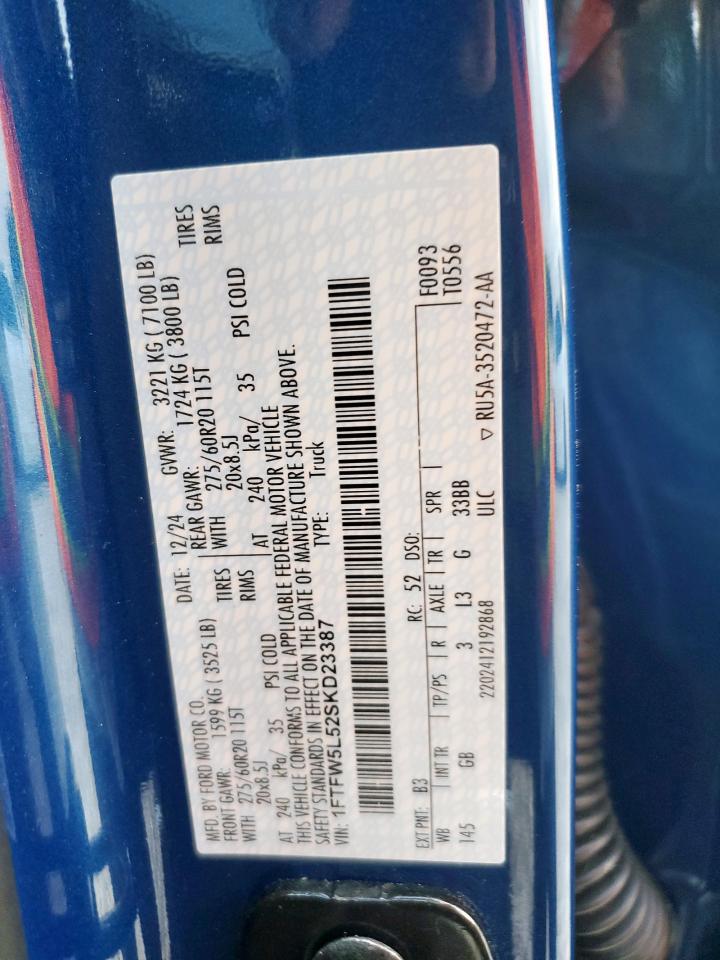 MFD. BY FORD MOTOR CO.
DATE: 12/24 GVWR: 3221 KG ( 7100 LB)
FRONT GAWR: 1599 KG ( 3525 LB) REAR GAWR: 1724 KG ( 3800 LB)
WITH 275/60R20 115T TIRES WITH 275/60R20 115T TIRES
20x8.5J RIMS 20x8.5J RIMS
AT 240 kPa/ 35 PSI COLD AT 240 kPa/ 35 PSI COLD
THIS VEHICLE CONFORMS TO ALL APPLICABLE FEDERAL MOTOR VEHICLE
SAFETY STANDARDS IN EFFECT ON THE DATE OF MANUFACTURE SHOWN ABOVE.
VIN: 1FTFW5L52SKD23387 TYPE: Truck
EXT PNT: B3 RC: 52 DSO: F0093
WB INT TR TP/PS R AXLE TR SPR T0556
145 GB 3 L3 G 33BB
2202412192868 ULC ▽ RU5A-3520472-AA